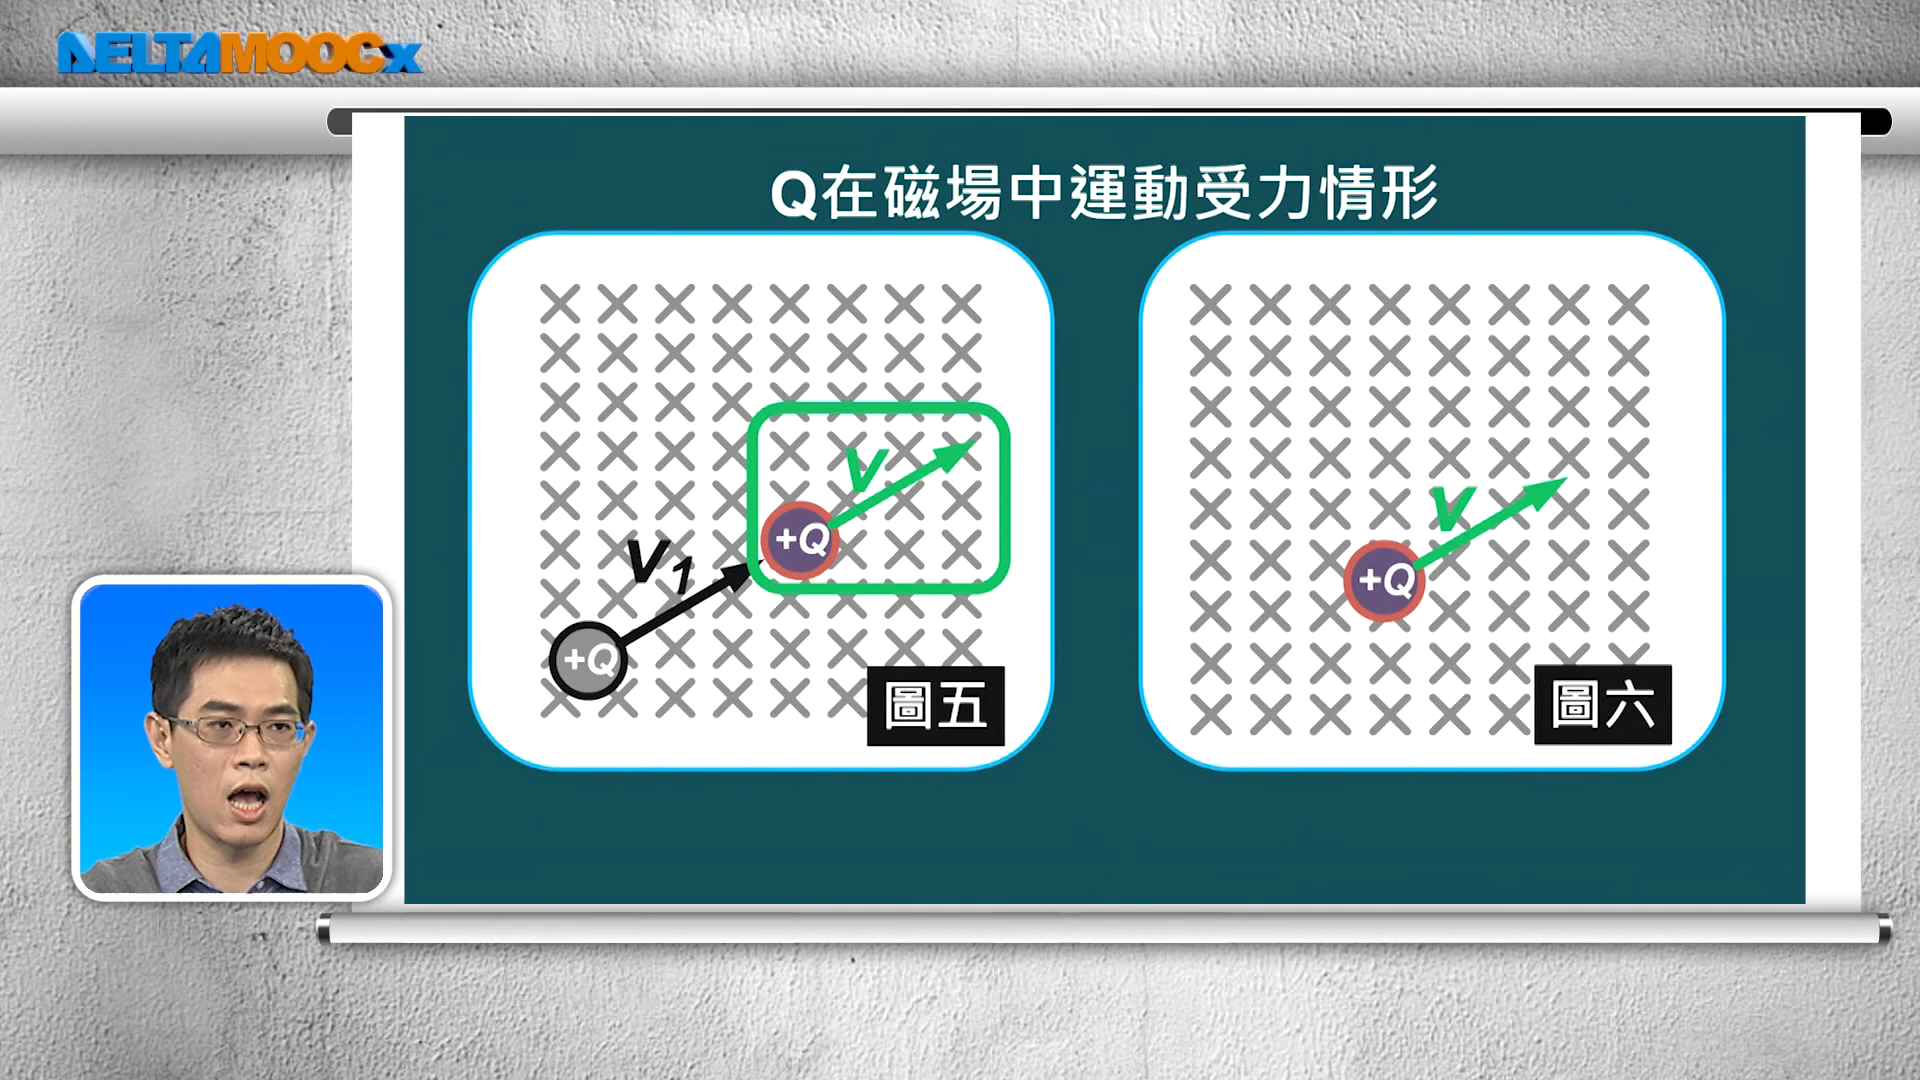 DELTAMOOCx
Q在磁場中運動受力情形
V
+Q
V1
+Q
圖五
V
+Q
圖六